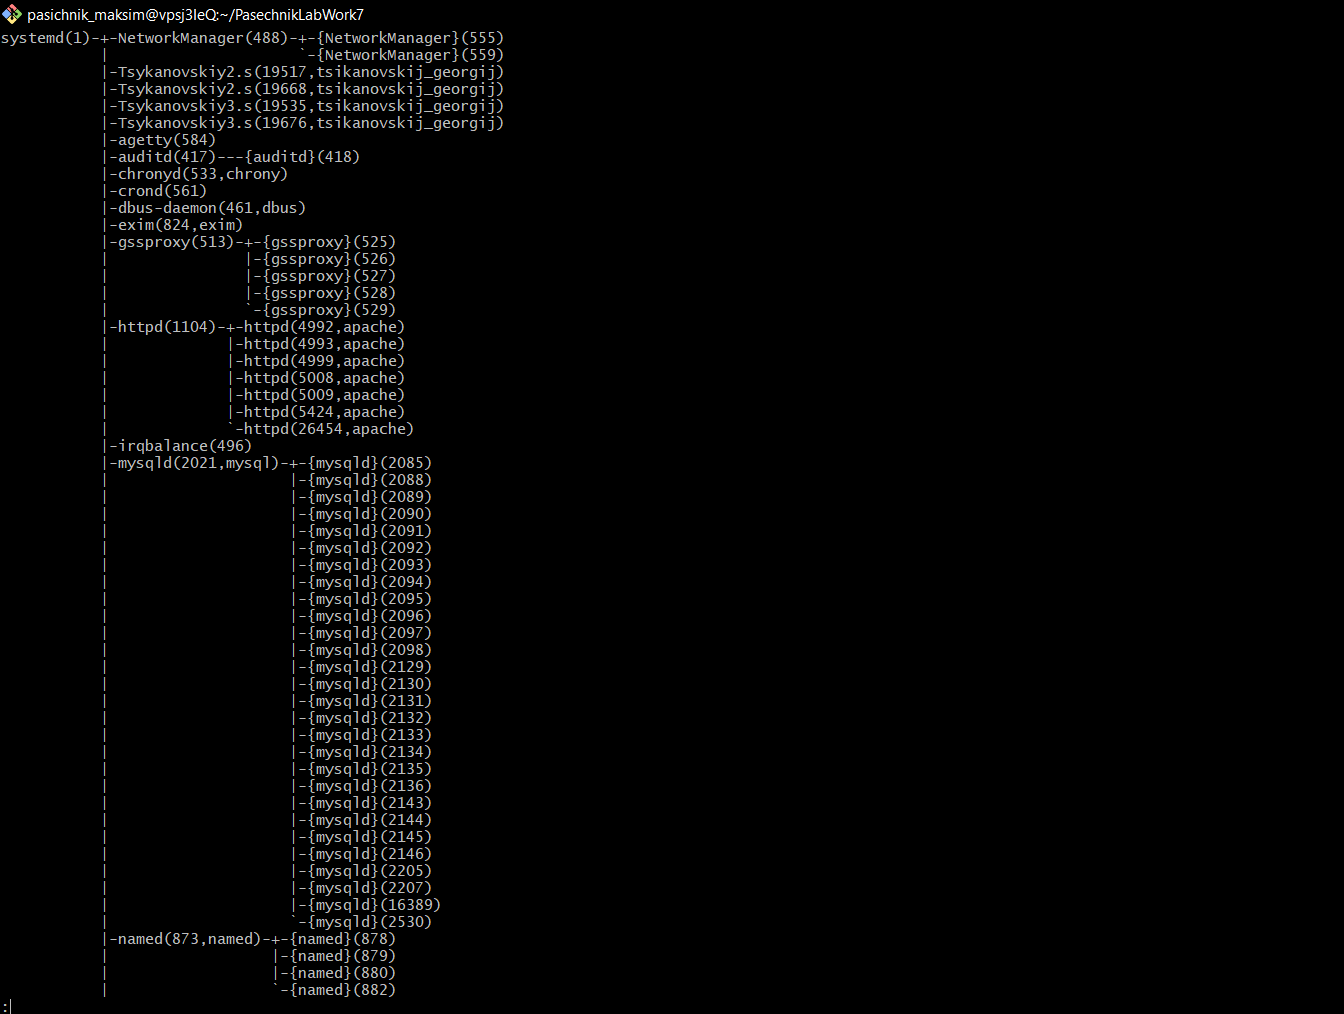 pasichnik_maksim@vpsj3IeQ:~/PasechnikLabWork7
systemd(1)-+-NetworkManager(488)-+-{NetworkManager}(555)
           |                     `-{NetworkManager}(559)
           |-Tsykanovskiy2.s(19517,tsikanovskij_georgij)
           |-Tsykanovskiy2.s(19668,tsikanovskij_georgij)
           |-Tsykanovskiy3.s(19535,tsikanovskij_georgij)
           |-Tsykanovskiy3.s(19676,tsikanovskij_georgij)
           |-agetty(584)
           |-auditd(417)---{auditd}(418)
           |-chronyd(533,chrony)
           |-crond(561)
           |-dbus-daemon(461,dbus)
           |-exim(824,exim)
           |-gssproxy(513)-+-{gssproxy}(525)
           |               |-{gssproxy}(526)
           |               |-{gssproxy}(527)
           |               |-{gssproxy}(528)
           |               `-{gssproxy}(529)
           |-httpd(1104)-+-httpd(4992,apache)
           |             |-httpd(4993,apache)
           |             |-httpd(4999,apache)
           |             |-httpd(5008,apache)
           |             |-httpd(5009,apache)
           |             |-httpd(5424,apache)
           |             `-httpd(26454,apache)
           |-irqbalance(496)
           |-mysqld(2021,mysql)-+-{mysqld}(2085)
           |                    |-{mysqld}(2088)
           |                    |-{mysqld}(2089)
           |                    |-{mysqld}(2090)
           |                    |-{mysqld}(2091)
           |                    |-{mysqld}(2092)
           |                    |-{mysqld}(2093)
           |                    |-{mysqld}(2094)
           |                    |-{mysqld}(2095)
           |                    |-{mysqld}(2096)
           |                    |-{mysqld}(2097)
           |                    |-{mysqld}(2098)
           |                    |-{mysqld}(2129)
           |                    |-{mysqld}(2130)
           |                    |-{mysqld}(2131)
           |                    |-{mysqld}(2132)
           |                    |-{mysqld}(2133)
           |                    |-{mysqld}(2134)
           |                    |-{mysqld}(2135)
           |                    |-{mysqld}(2136)
           |                    |-{mysqld}(2143)
           |                    |-{mysqld}(2144)
           |                    |-{mysqld}(2145)
           |                    |-{mysqld}(2146)
           |                    |-{mysqld}(2205)
           |                    |-{mysqld}(2207)
           |                    |-{mysqld}(16389)
           |                    `-{mysqld}(2530)
           |-named(873,named)-+-{named}(878)
           |                  |-{named}(879)
           |                  |-{named}(880)
           |                  `-{named}(882)
: